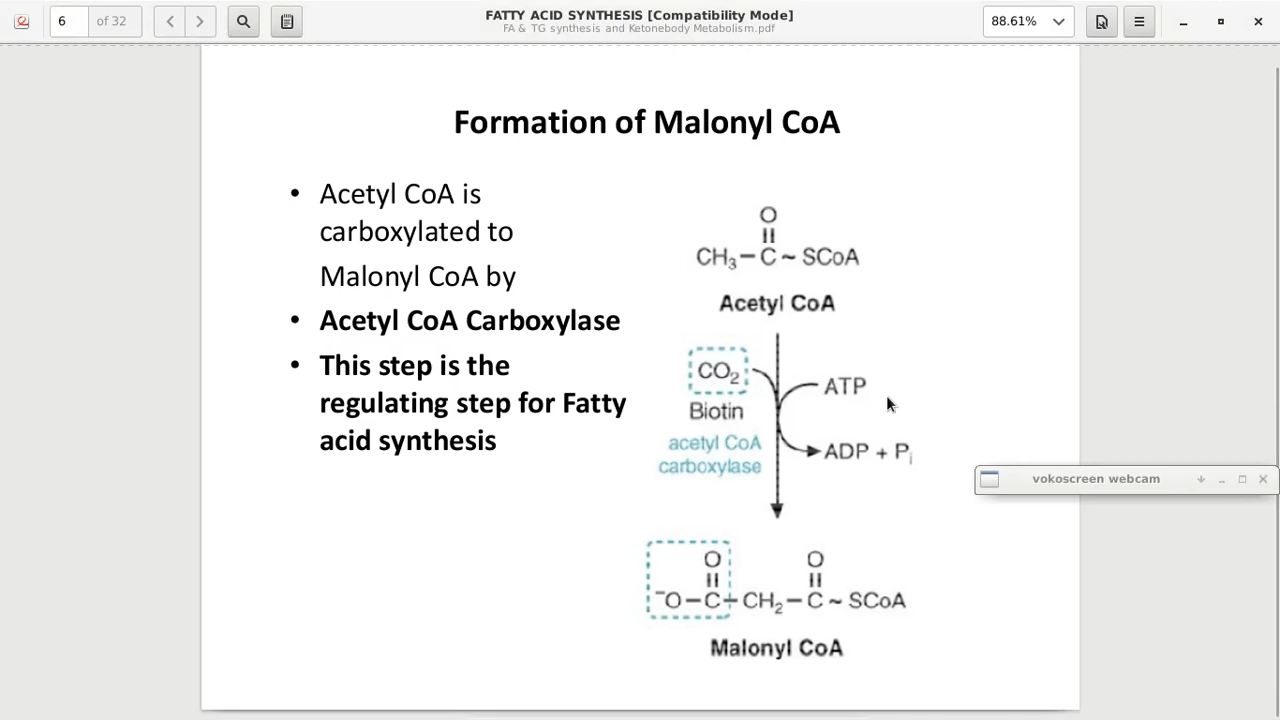 6 of 32
FATTY ACID SYNTHESIS [Compatibility Mode]
FA & TG synthesis and Ketonebody Metabolism.pdf
88.61%
Formation of Malonyl CoA
• Acetyl CoA is
carboxylated to
Malonyl CoA by
• Acetyl CoA Carboxylase
• This step is the
regulating step for Fatty
acid synthesis
O
CH₃—C ~ SCoA
Acetyl CoA
CO₂
ATP
Biotin
acetyl CoA
carboxylase
ADP + Pᵢ
O O
⁻O—C—CH₂—C ~ SCoA
Malonyl CoA
vokoscreen webcam